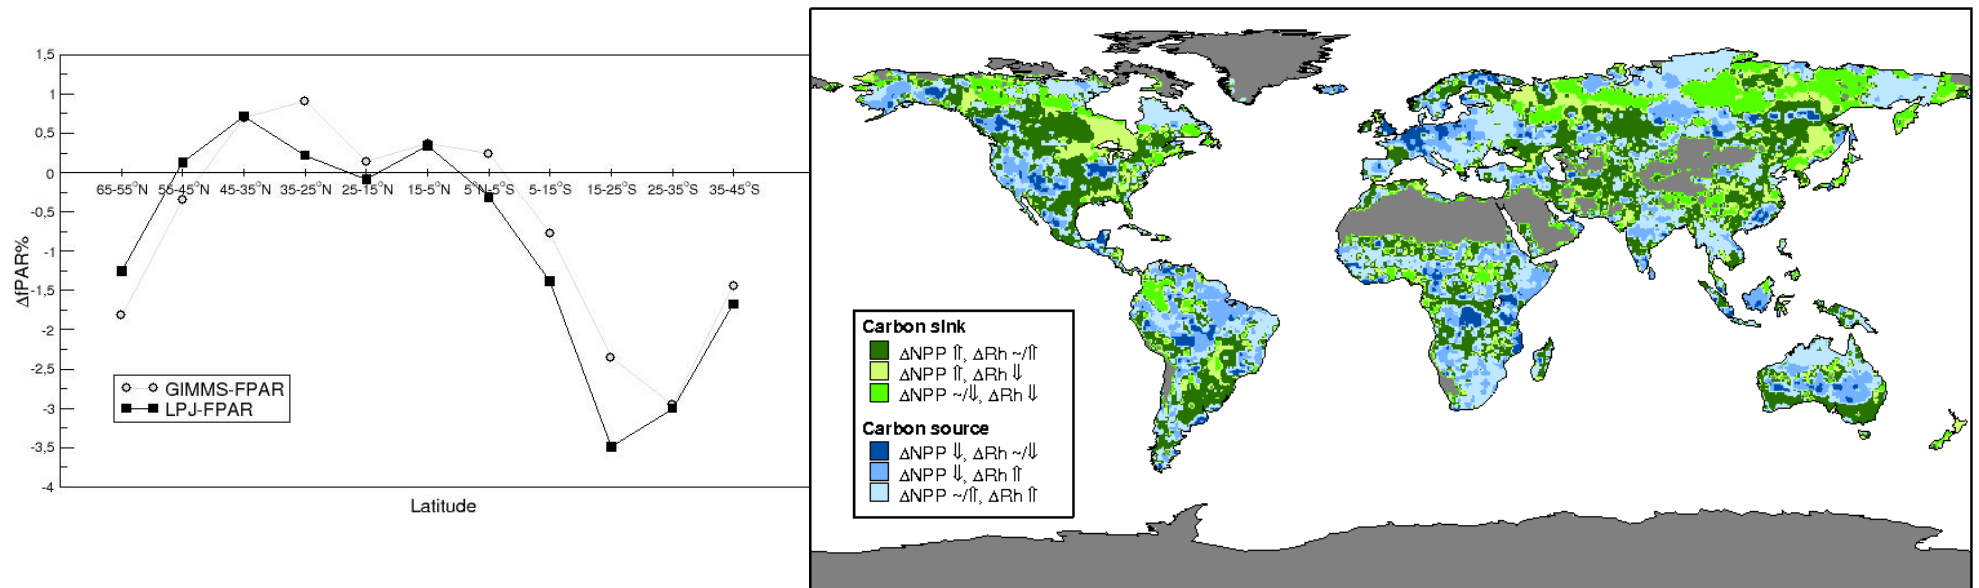 1,5
1
0,5
0
-0,5
-1
-1,5
-2
-2,5
-3
-3,5
-4
ΔfPAR%
65-55°N 55-45°N 45-35°N 35-25°N 25-15°N 15-5°N 5°N-5°S 5-15°S 15-25°S 25-35°S 35-45°S
GIMMS-FPAR
LPJ-FPAR
Latitude
Carbon sink
ΔNPP ⇑, ΔRh ~/⇑
ΔNPP ⇑, ΔRh ⇓
ΔNPP ~/⇓, ΔRh ⇓
Carbon source
ΔNPP ⇓, ΔRh ~/⇓
ΔNPP ⇓, ΔRh ⇑
ΔNPP ~/⇑, ΔRh ⇑